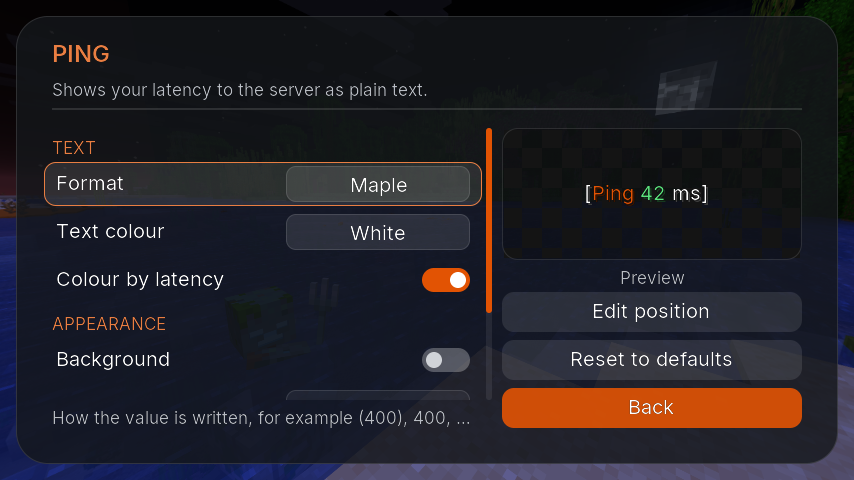 PING
Shows your latency to the server as plain text.
TEXT
Format
Maple
Text colour
White
Colour by latency
APPEARANCE
Background
How the value is written, for example (400), 400, ...
[Ping 42 ms]
Preview
Edit position
Reset to defaults
Back